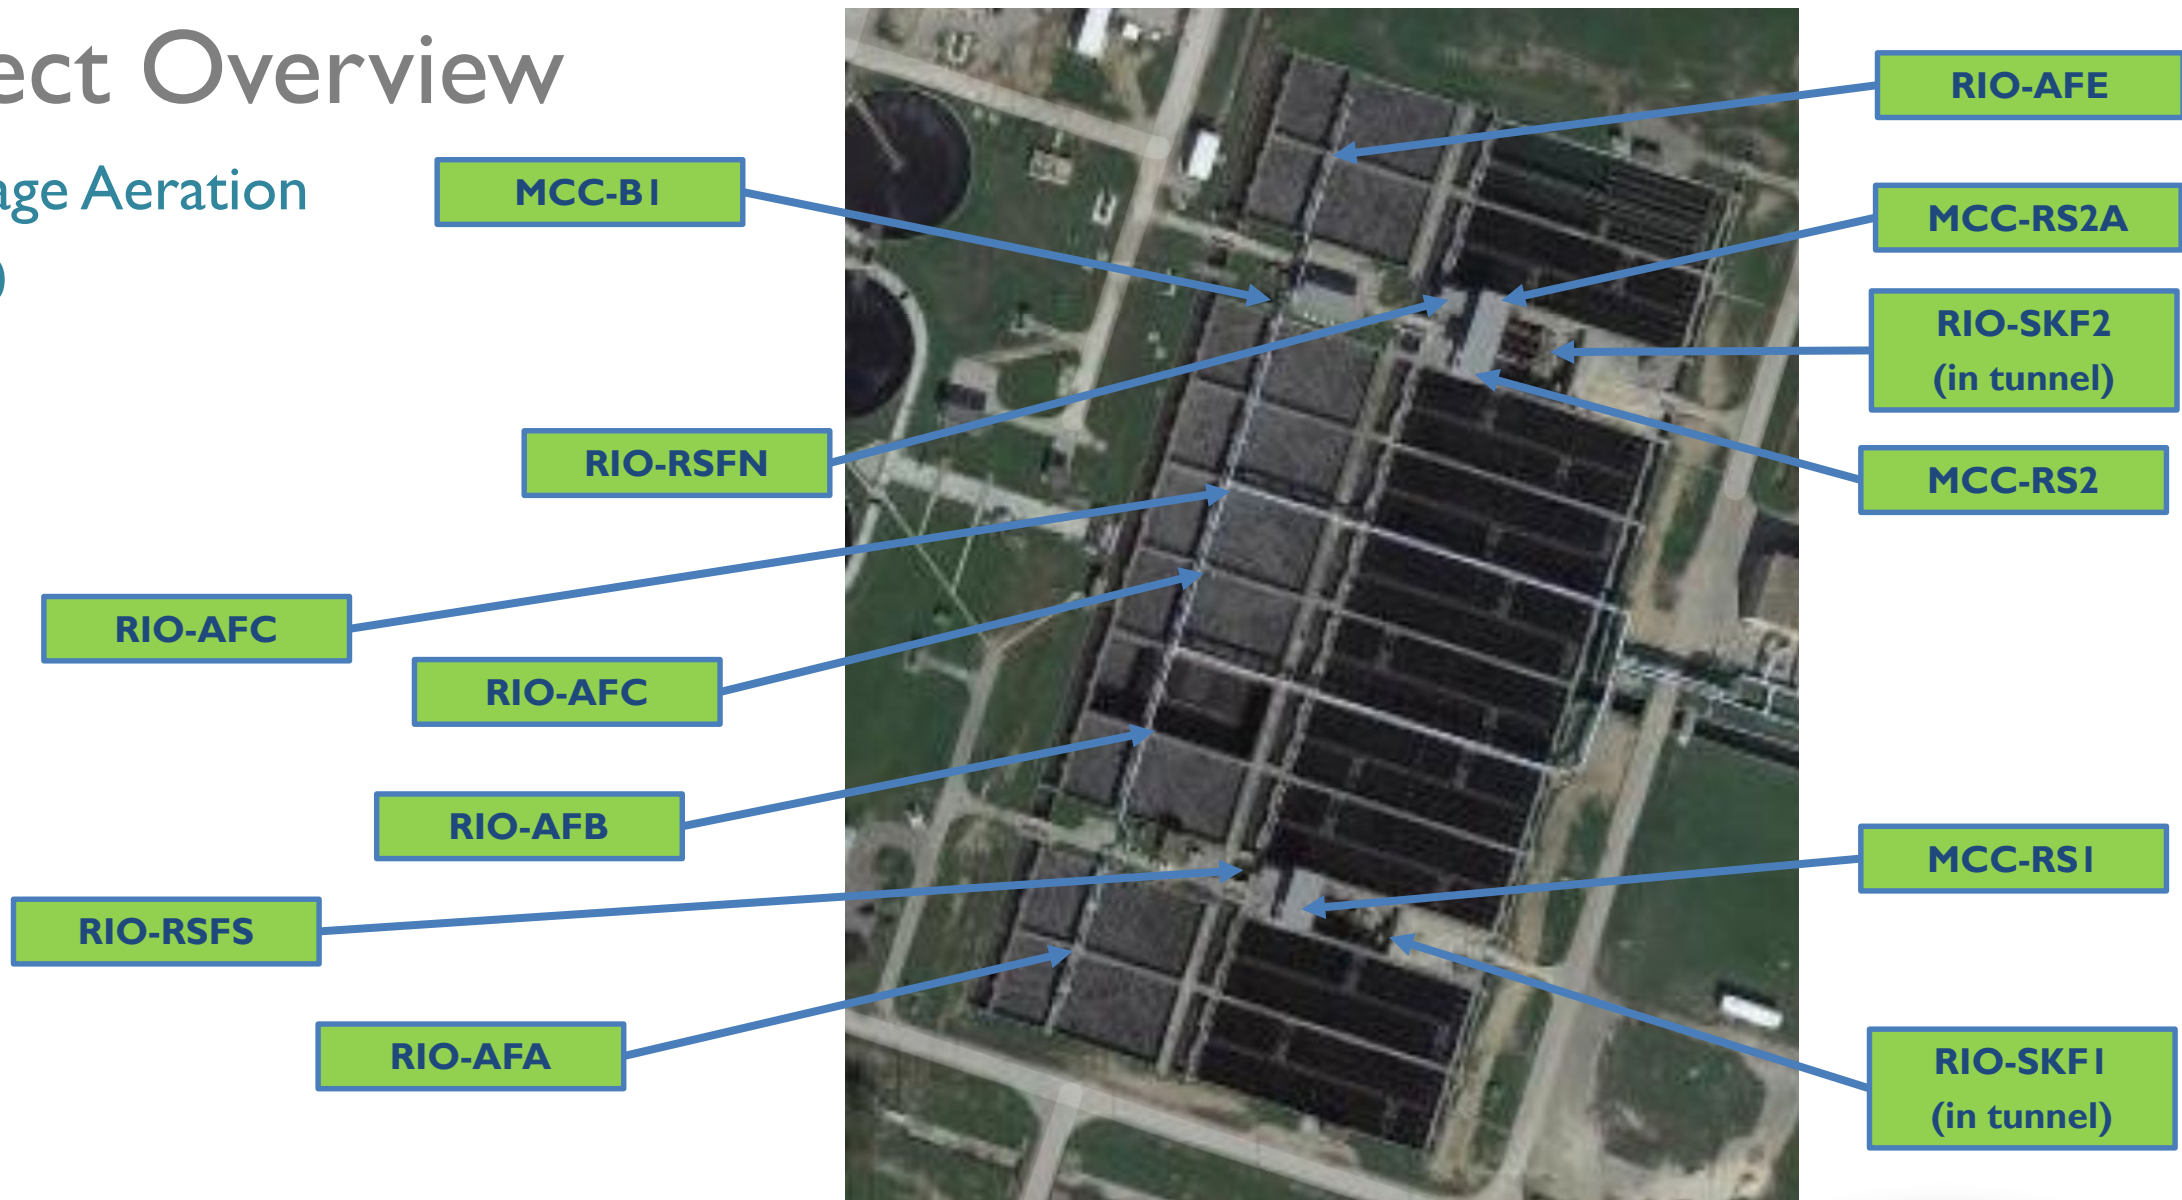 ect Overview
age Aeration
)
MCC-B1
RIO-RSFN
RIO-AFC
RIO-AFC
RIO-AFB
RIO-RSFS
RIO-AFA
RIO-AFE
MCC-RS2A
RIO-SKF2
(in tunnel)
MCC-RS2
MCC-RS1
RIO-SKF1
(in tunnel)